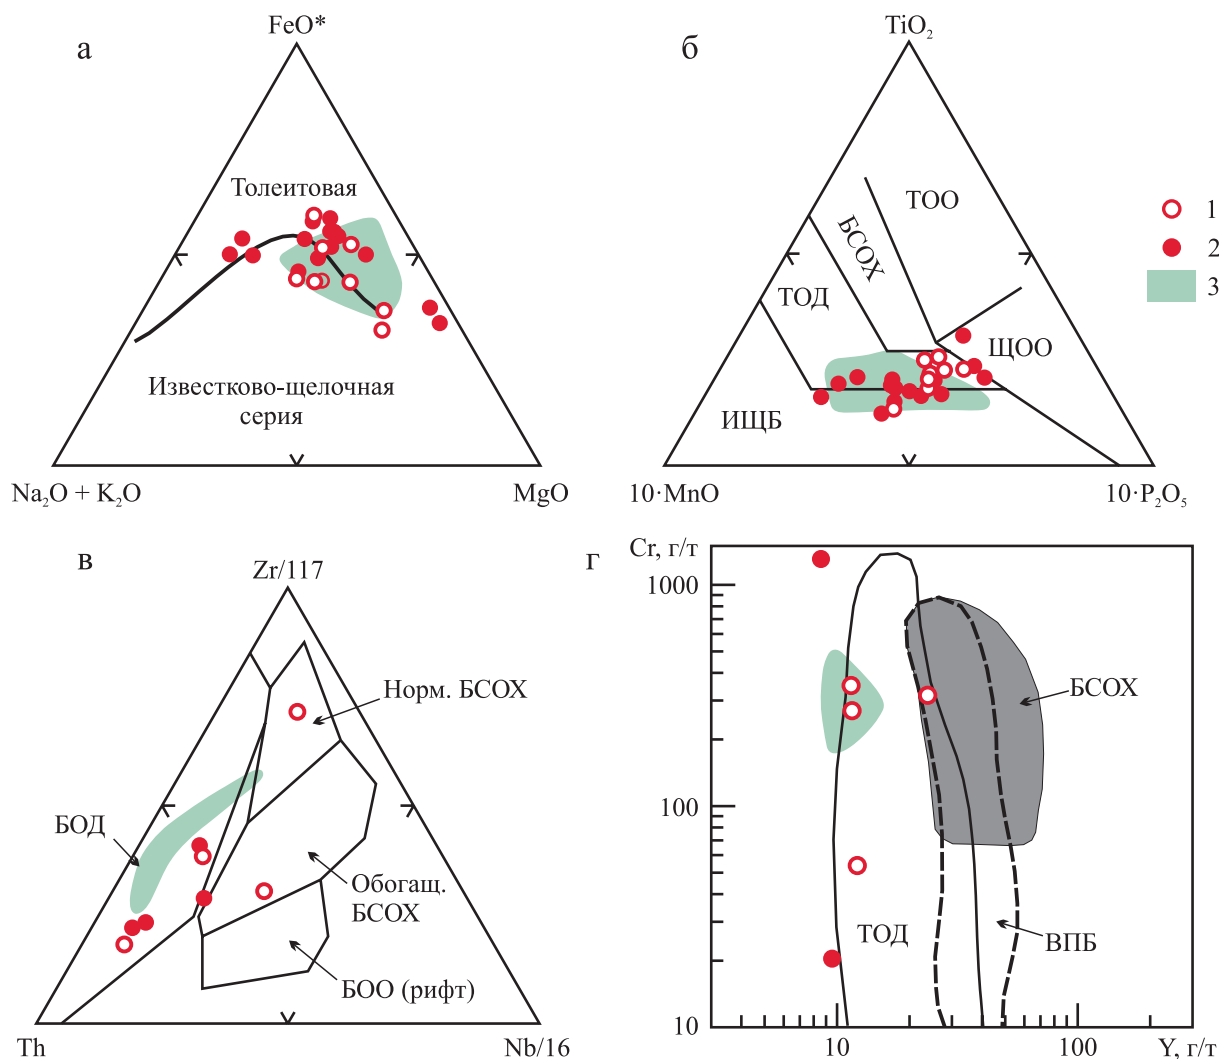 а
FeO*
Толеитовая
Известково-щелочная
серия
Na₂O + K₂O
MgO
б
TiO₂
ТОО
БСОХ
ТОД
ЩОО
ИЩБ
10·MnO
10·P₂O₅
1
2
3
в
Zr/117
Норм. БСОХ
БОД
Обогащ.
БСОХ
БОО (рифт)
Th
Nb/16
г
Cr, г/т
1000
100
10
БСОХ
ТОД
ВПБ
10
100
Y, г/т